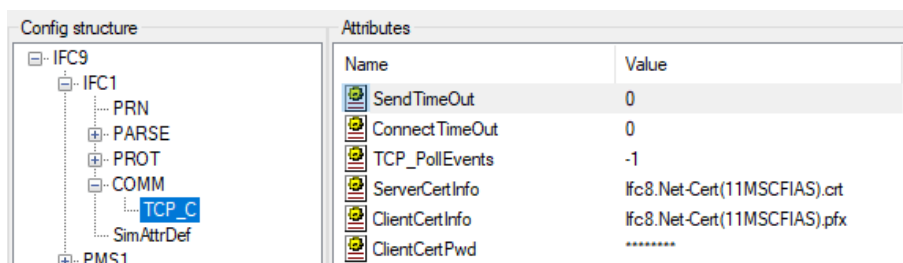 Config structure
Attributes
IFC9
IFC1
PRN
PARSE
PROT
COMM
TCP_C
SimAttrDef
PMS1
Name Value
SendTimeOut 0
ConnectTimeOut 0
TCP_PollEvents -1
ServerCertInfo Ifc8.Net-Cert(11MSCFIAS).crt
ClientCertInfo Ifc8.Net-Cert(11MSCFIAS).pfx
ClientCertPwd ********